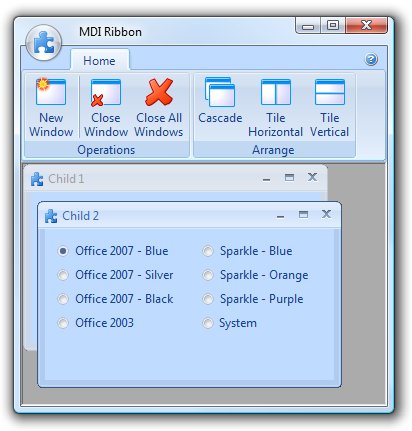 MDI Ribbon
Home
New Window
Close Window
Close All Windows
Cascade
Tile Horizontal
Tile Vertical
Operations
Arrange
Child 1
Child 2
Office 2007 - Blue
Sparkle - Blue
Office 2007 - Silver
Sparkle - Orange
Office 2007 - Black
Sparkle - Purple
Office 2003
System